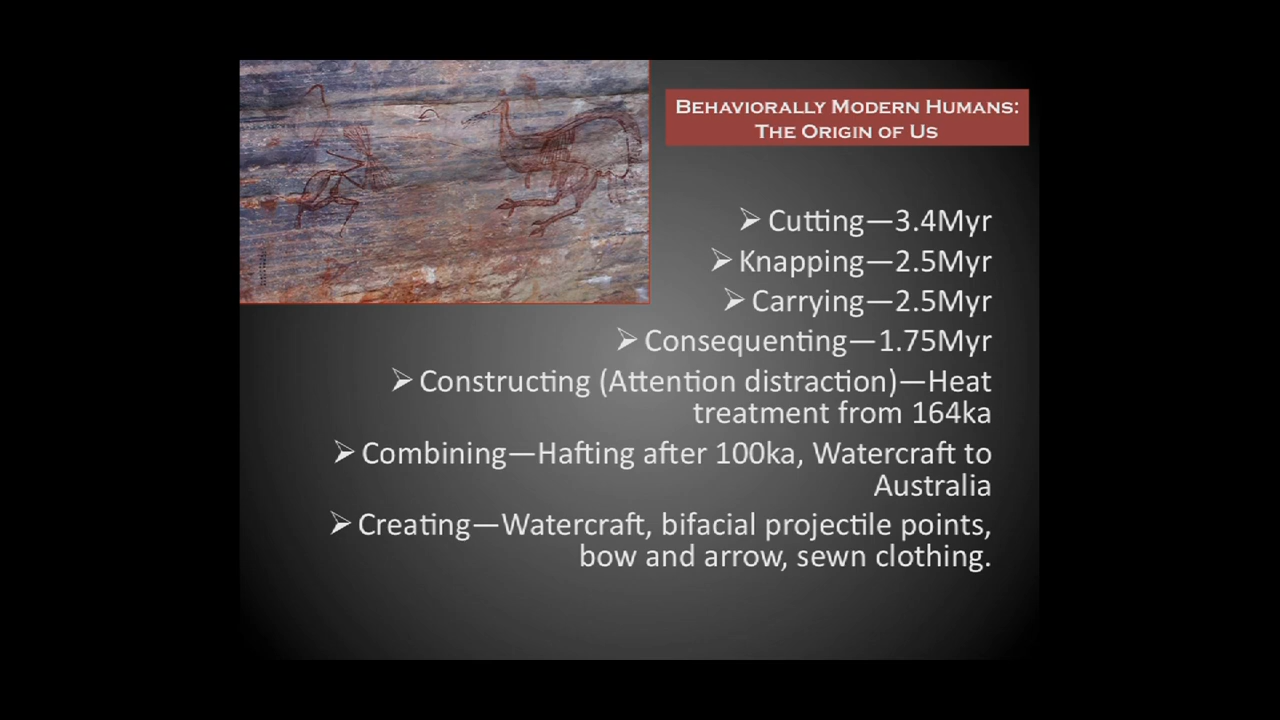 BEHAVIORALLY MODERN HUMANS:
THE ORIGIN OF US
➢ Cutting—3.4Myr
➢ Knapping—2.5Myr
➢ Carrying—2.5Myr
➢ Consequenting—1.75Myr
➢ Constructing (Attention distraction)—Heat
treatment from 164ka
➢ Combining—Hafting after 100ka, Watercraft to
Australia
➢ Creating—Watercraft, bifacial projectile points,
bow and arrow, sewn clothing.